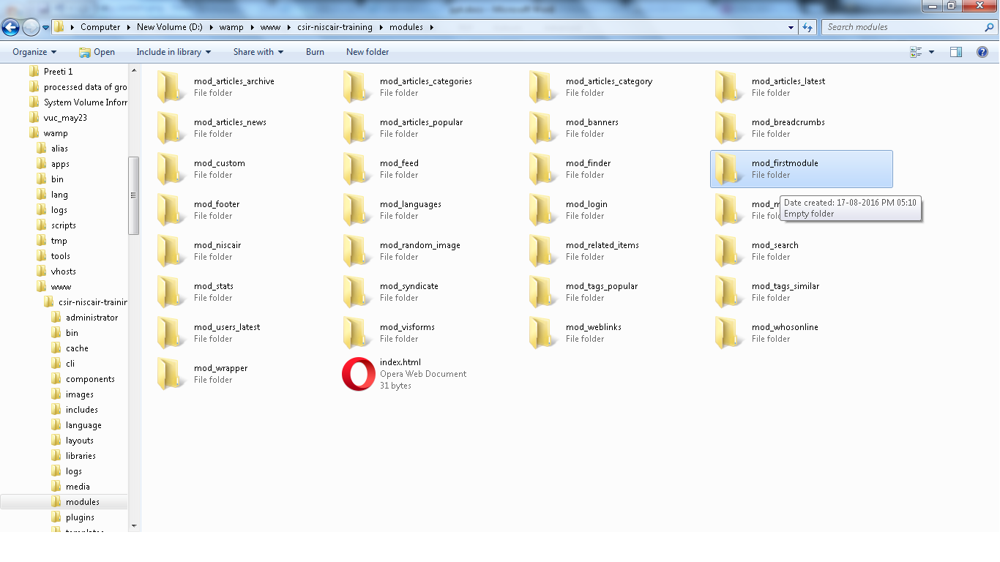 Computer New Volume (D:) wamp www csir-niscair-training modules
Search modules
Organize Open Include in library Share with Burn New folder
Preeti 1
processed data of gro
System Volume Inforr
vuc_may23
wamp
alias
apps
bin
lang
logs
scripts
tmp
tools
vhosts
www
csir-niscair-trainin
administrator
bin
cache
cli
components
images
includes
language
layouts
libraries
logs
media
modules
plugins
mod_articles_archive
File folder
mod_articles_categories
File folder
mod_articles_category
File folder
mod_articles_latest
File folder
mod_articles_news
File folder
mod_articles_popular
File folder
mod_banners
File folder
mod_breadcrumbs
File folder
mod_custom
File folder
mod_feed
File folder
mod_finder
File folder
mod_firstmodule
File folder
mod_footer
File folder
mod_languages
File folder
mod_login
File folder
mod_m
File fo
Date created: 17-08-2016 PM 05:10
Empty folder
mod_niscair
File folder
mod_random_image
File folder
mod_related_items
File folder
mod_search
File folder
mod_stats
File folder
mod_syndicate
File folder
mod_tags_popular
File folder
mod_tags_similar
File folder
mod_users_latest
File folder
mod_visforms
File folder
mod_weblinks
File folder
mod_whosonline
File folder
mod_wrapper
File folder
index.html
Opera Web Document
31 bytes